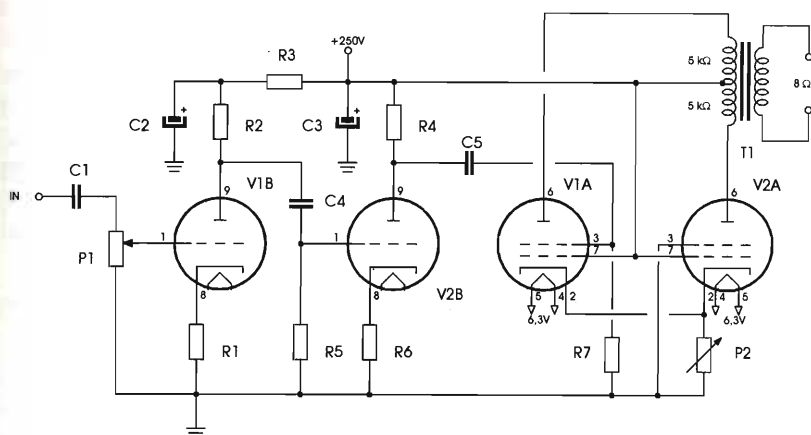 +250V
R3
5 kΩ
8 Ω
5 kΩ
C2
+
R2
C3
+
R4
C5
T1
C1
IN
9
V1B
C4
9
V1A
6
V2A
6
1
P1
1
3
7
3
7
8
V2B
8
5
4
2
2
4
5
6,3V
6,3V
R1
R5
R6
R7
P2